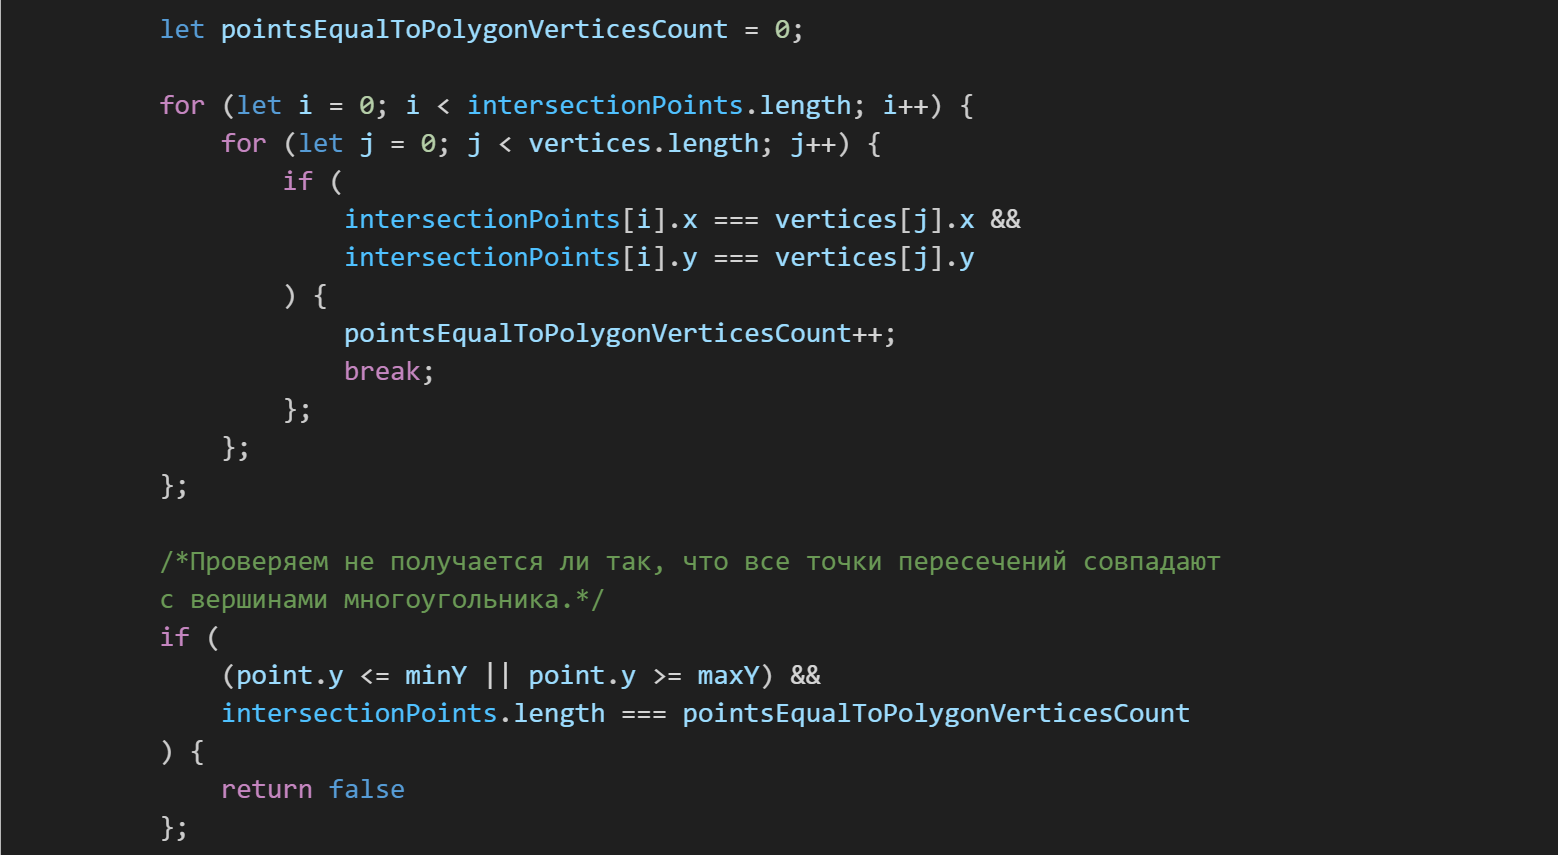 let pointsEqualToPolygonVerticesCount = 0;
for (let i = 0; i < intersectionPoints.length; i++) {
for (let j = 0; j < vertices.length; j++) {
if (
intersectionPoints[i].x === vertices[j].x &&
intersectionPoints[i].y === vertices[j].y
) {
pointsEqualToPolygonVerticesCount++;
break;
};
};
};
/*Проверяем не получается ли так, что все точки пересечений совпадают
с вершинами многоугольника.*/
if (
(point.y <= minY || point.y >= maxY) &&
intersectionPoints.length === pointsEqualToPolygonVerticesCount
) {
return false
};